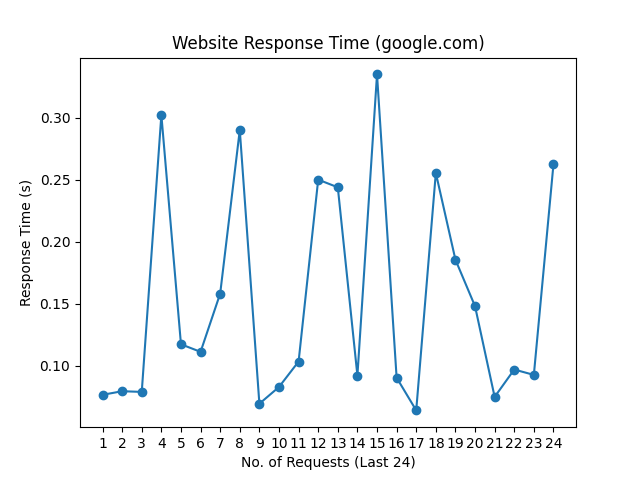 Website Response Time (google.com)
0.30
0.25
0.20
0.15
0.10
Response Time (s)
1 2 3 4 5 6 7 8 9 10 11 12 13 14 15 16 17 18 19 20 21 22 23 24
No. of Requests (Last 24)